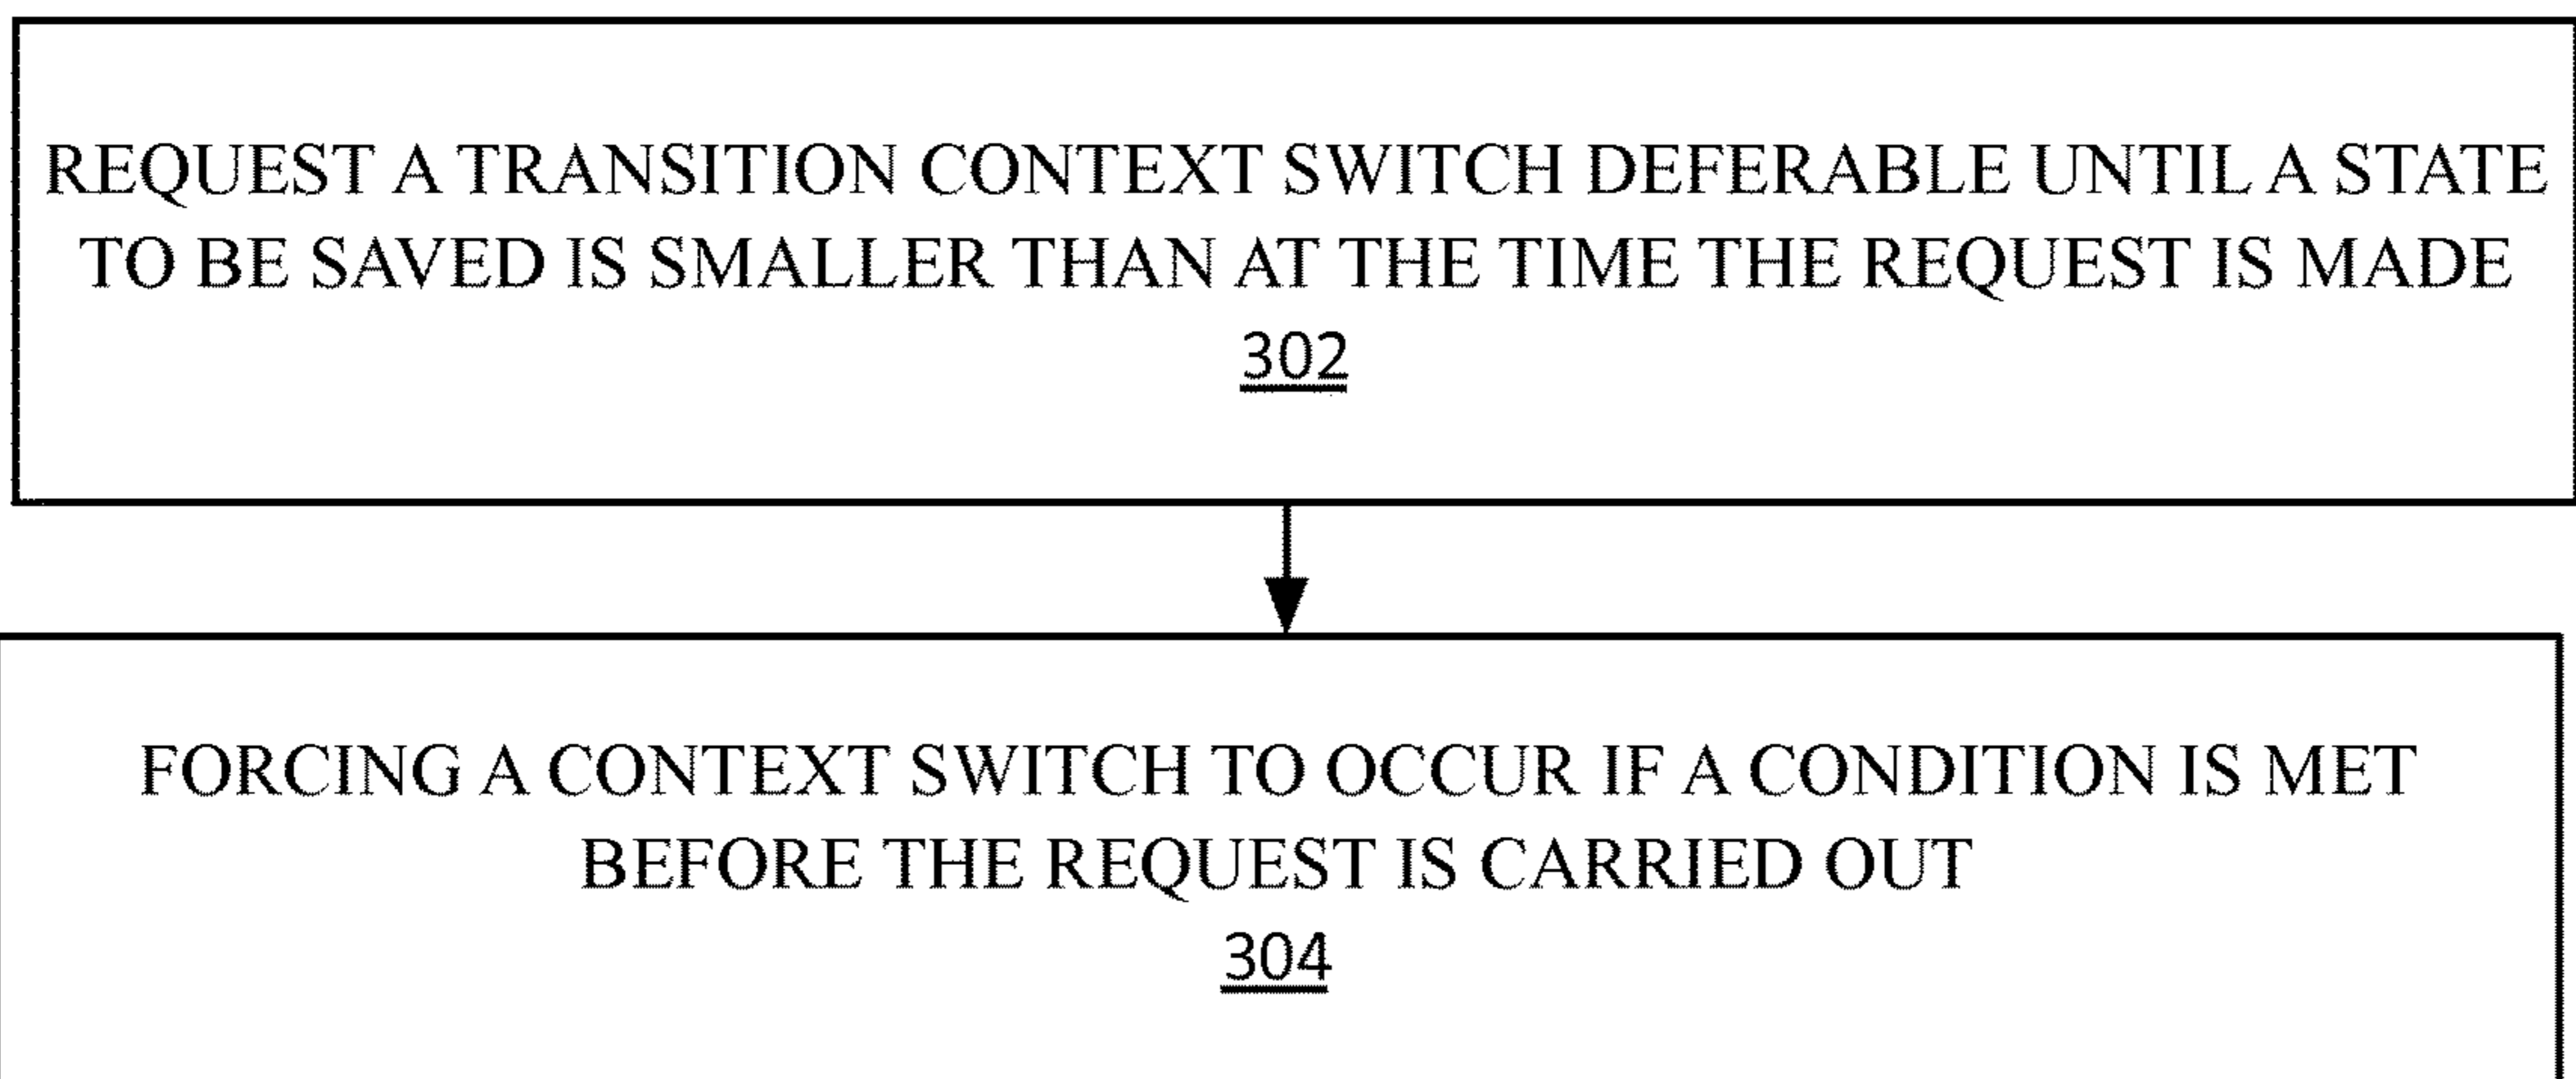 REQUEST A TRANSITION CONTEXT SWITCH DEFERABLE UNTIL A STATE
TO BE SAVED IS SMALLER THAN AT THE TIME THE REQUEST IS MADE
302
FORCING A CONTEXT SWITCH TO OCCUR IF A CONDITION IS MET
BEFORE THE REQUEST IS CARRIED OUT
304